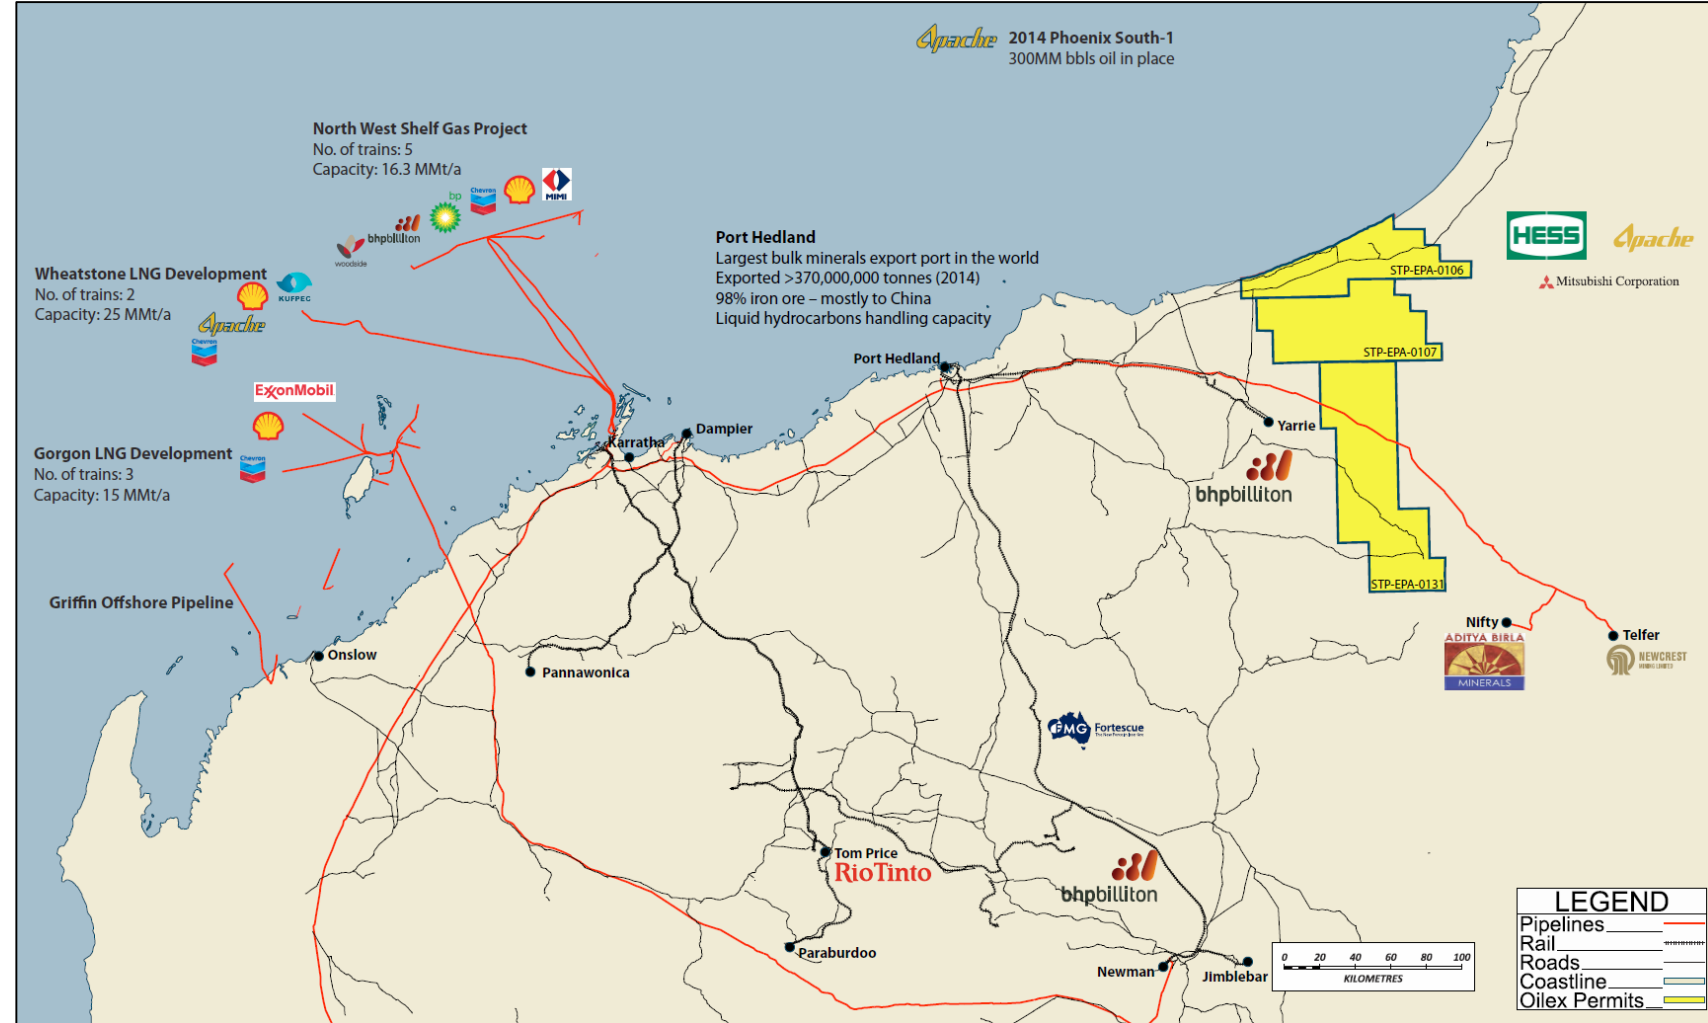 Apache
2014 Phoenix South-1
300MM bbls oil in place
North West Shelf Gas Project
No. of trains: 5
Capacity: 16.3 MMt/a
bp
Chevron
MIMI
bhpbilliton
woodside
Wheatstone LNG Development
No. of trains: 2
Capacity: 25 MMt/a
KUFPEC
Apache
Chevron
ExxonMobil
Gorgon LNG Development
No. of trains: 3
Capacity: 15 MMt/a
Chevron
Griffin Offshore Pipeline
Port Hedland
Largest bulk minerals export port in the world
Exported >370,000,000 tonnes (2014)
98% iron ore – mostly to China
Liquid hydrocarbons handling capacity
HESS
Apache
Mitsubishi Corporation
STP-EPA-0106
STP-EPA-0107
STP-EPA-0131
Port Hedland
Dampier
Karratha
Yarrie
bhpbilliton
Onslow
Pannawonica
Nifty
ADITYA BIRLA
MINERALS
Telfer
NEWCREST
MINING LIMITED
FMG Fortescue
Tom Price
RioTinto
bhpbilliton
Paraburdoo
Newman
Jimblebar
0 20 40 60 80 100
KILOMETRES
LEGEND
Pipelines
Rail
Roads
Coastline
Oilex Permits